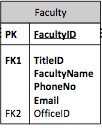 Faculty
PK FacultyID
FK1 TitleID
FacultyName
PhoneNo
Email
FK2 OfficeID